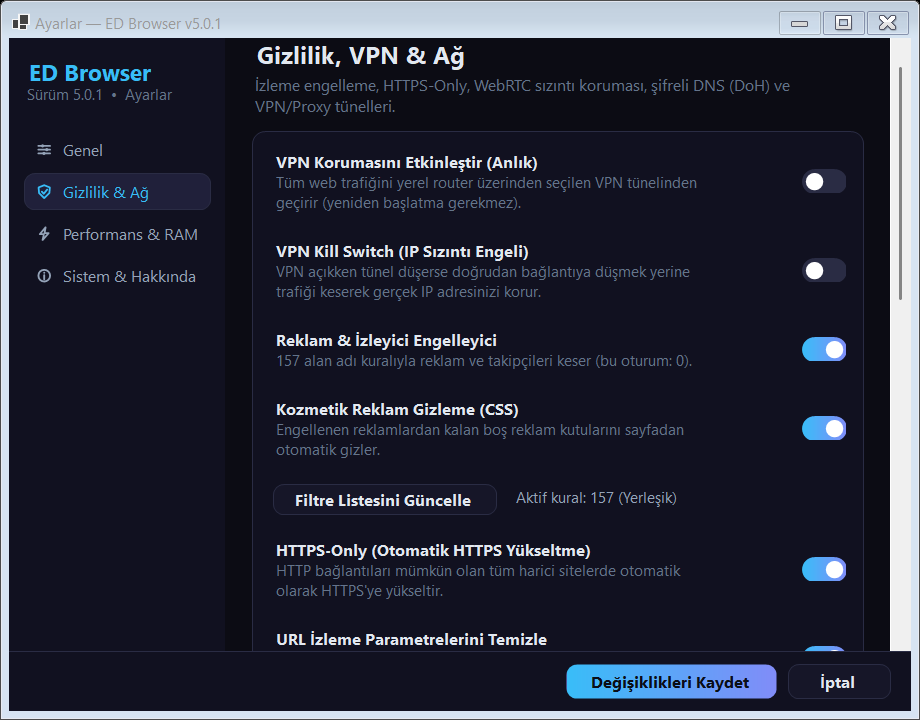 Ayarlar — ED Browser v5.0.1
ED Browser
Sürüm 5.0.1 • Ayarlar
Genel
Gizlilik & Ağ
Performans & RAM
Sistem & Hakkında
Gizlilik, VPN & Ağ
İzleme engelleme, HTTPS-Only, WebRTC sızıntı koruması, şifreli DNS (DoH) ve
VPN/Proxy tünelleri.
VPN Korumasını Etkinleştir (Anlık)
Tüm web trafiğini yerel router üzerinden seçilen VPN tünelinden
geçirir (yeniden başlatma gerekmez).
VPN Kill Switch (IP Sızıntı Engeli)
VPN açıkken tünel düşerse doğrudan bağlantıya düşmek yerine
trafiği keserek gerçek IP adresinizi korur.
Reklam & İzleyici Engelleyici
157 alan adı kuralıyla reklam ve takipçileri keser (bu oturum: 0).
Kozmetik Reklam Gizleme (CSS)
Engellenen reklamlardan kalan boş reklam kutularını sayfadan
otomatik gizler.
Filtre Listesini Güncelle
Aktif kural: 157 (Yerleşik)
HTTPS-Only (Otomatik HTTPS Yükseltme)
HTTP bağlantıları mümkün olan tüm harici sitelerde otomatik
olarak HTTPS'ye yükseltir.
URL İzleme Parametrelerini Temizle
Değişiklikleri Kaydet
İptal